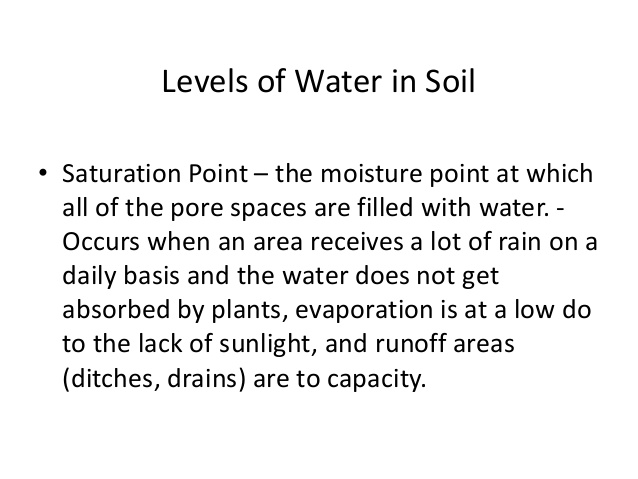 Levels of Water in Soil
• Saturation Point – the moisture point at which
all of the pore spaces are filled with water. -
Occurs when an area receives a lot of rain on a
daily basis and the water does not get
absorbed by plants, evaporation is at a low do
to the lack of sunlight, and runoff areas
(ditches, drains) are to capacity.